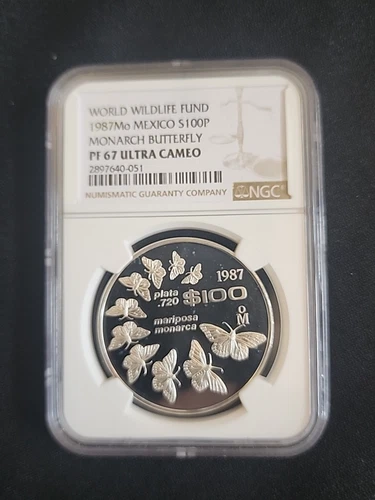 WORLD WILDLIFE FUND
1987Mo MEXICO S100P
MONARCH BUTTERFLY
PF 67 ULTRA CAMEO
2897640-051
NUMISMATIC GUARANTY COMPANY
NGC
1987
plata
.720 $100
oM
mariposa
monarca